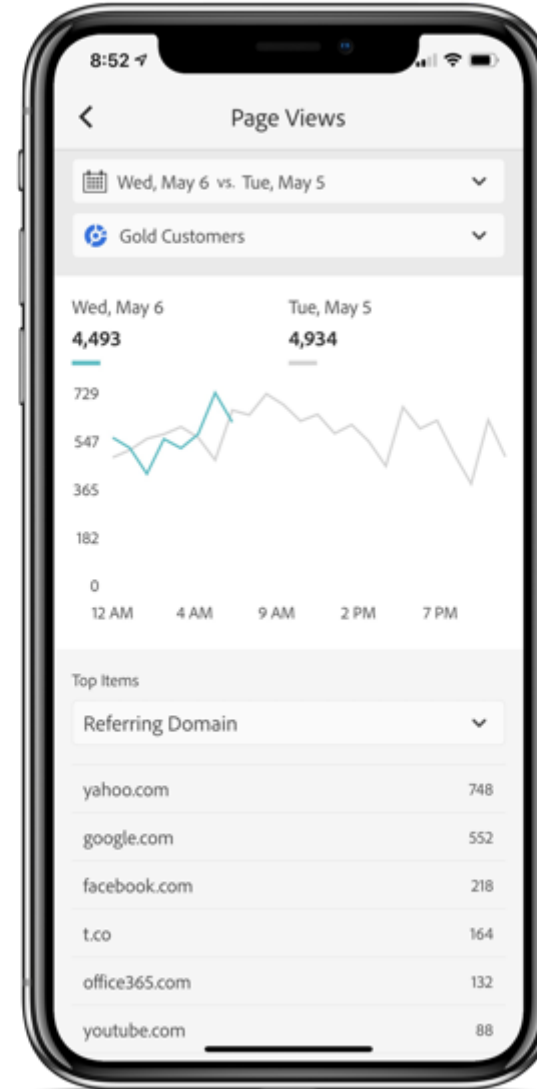 8:52
Page Views
Wed, May 6 vs. Tue, May 5
Gold Customers
Wed, May 6 Tue, May 5
4,493 4,934
729
547
365
182
0
12 AM 4 AM 9 AM 2 PM 7 PM
Top Items
Referring Domain
yahoo.com 748
google.com 552
facebook.com 218
t.co 164
office365.com 132
youtube.com 88